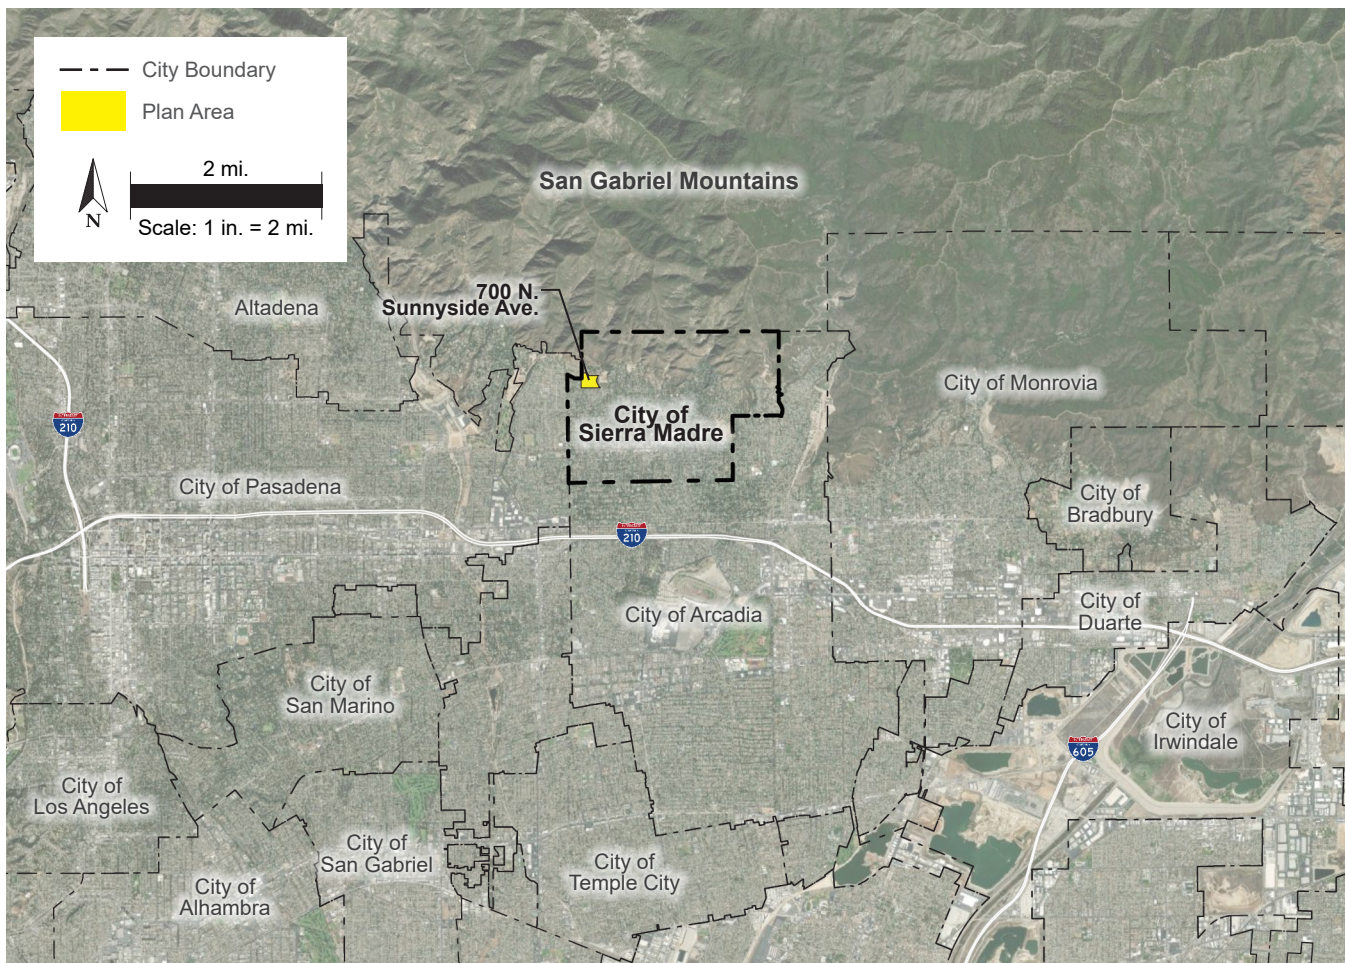 City Boundary
Plan Area
2 mi.
N
Scale: 1 in. = 2 mi.
San Gabriel Mountains
700 N.
Sunnyside Ave.
Altadena
City of Monrovia
City of
Sierra Madre
210
City of Pasadena
City of
Bradbury
210
City of Arcadia
City of
Duarte
City of
San Marino
City of
Irwindale
605
City of
Los Angeles
City of
San Gabriel
City of
Temple City
City of
Alhambra